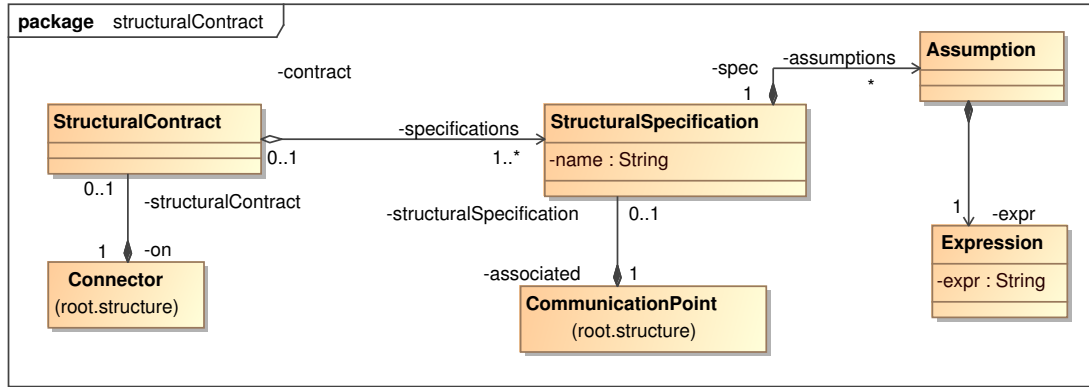 package structuralContract
-contract
-spec
-assumptions
Assumption
1
*
StructuralContract
-specifications
StructuralSpecification
0..1
1..*
-name : String
0..1
-structuralContract
-structuralSpecification
0..1
1
-expr
1
-on
Connector
(root.structure)
-associated
1
Expression
-expr : String
CommunicationPoint
(root.structure)